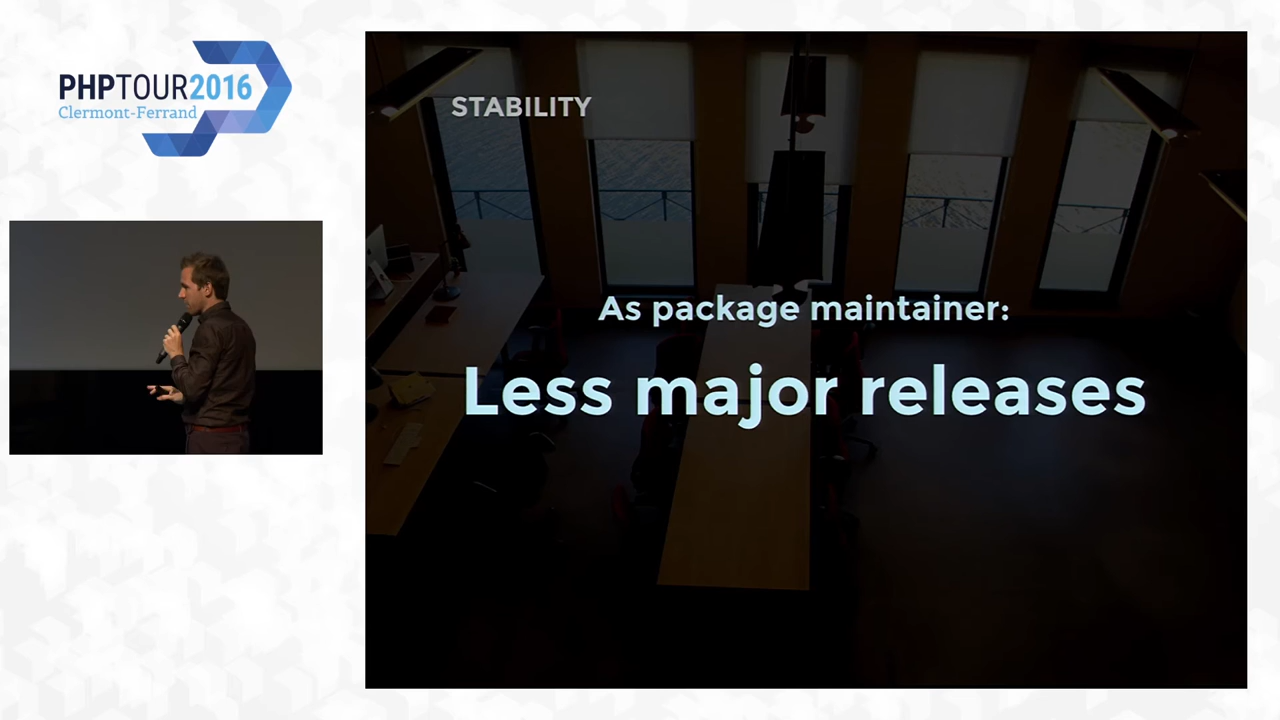 PHPTOUR2016
Clermont-Ferrand
STABILITY
As package maintainer:
Less major releases